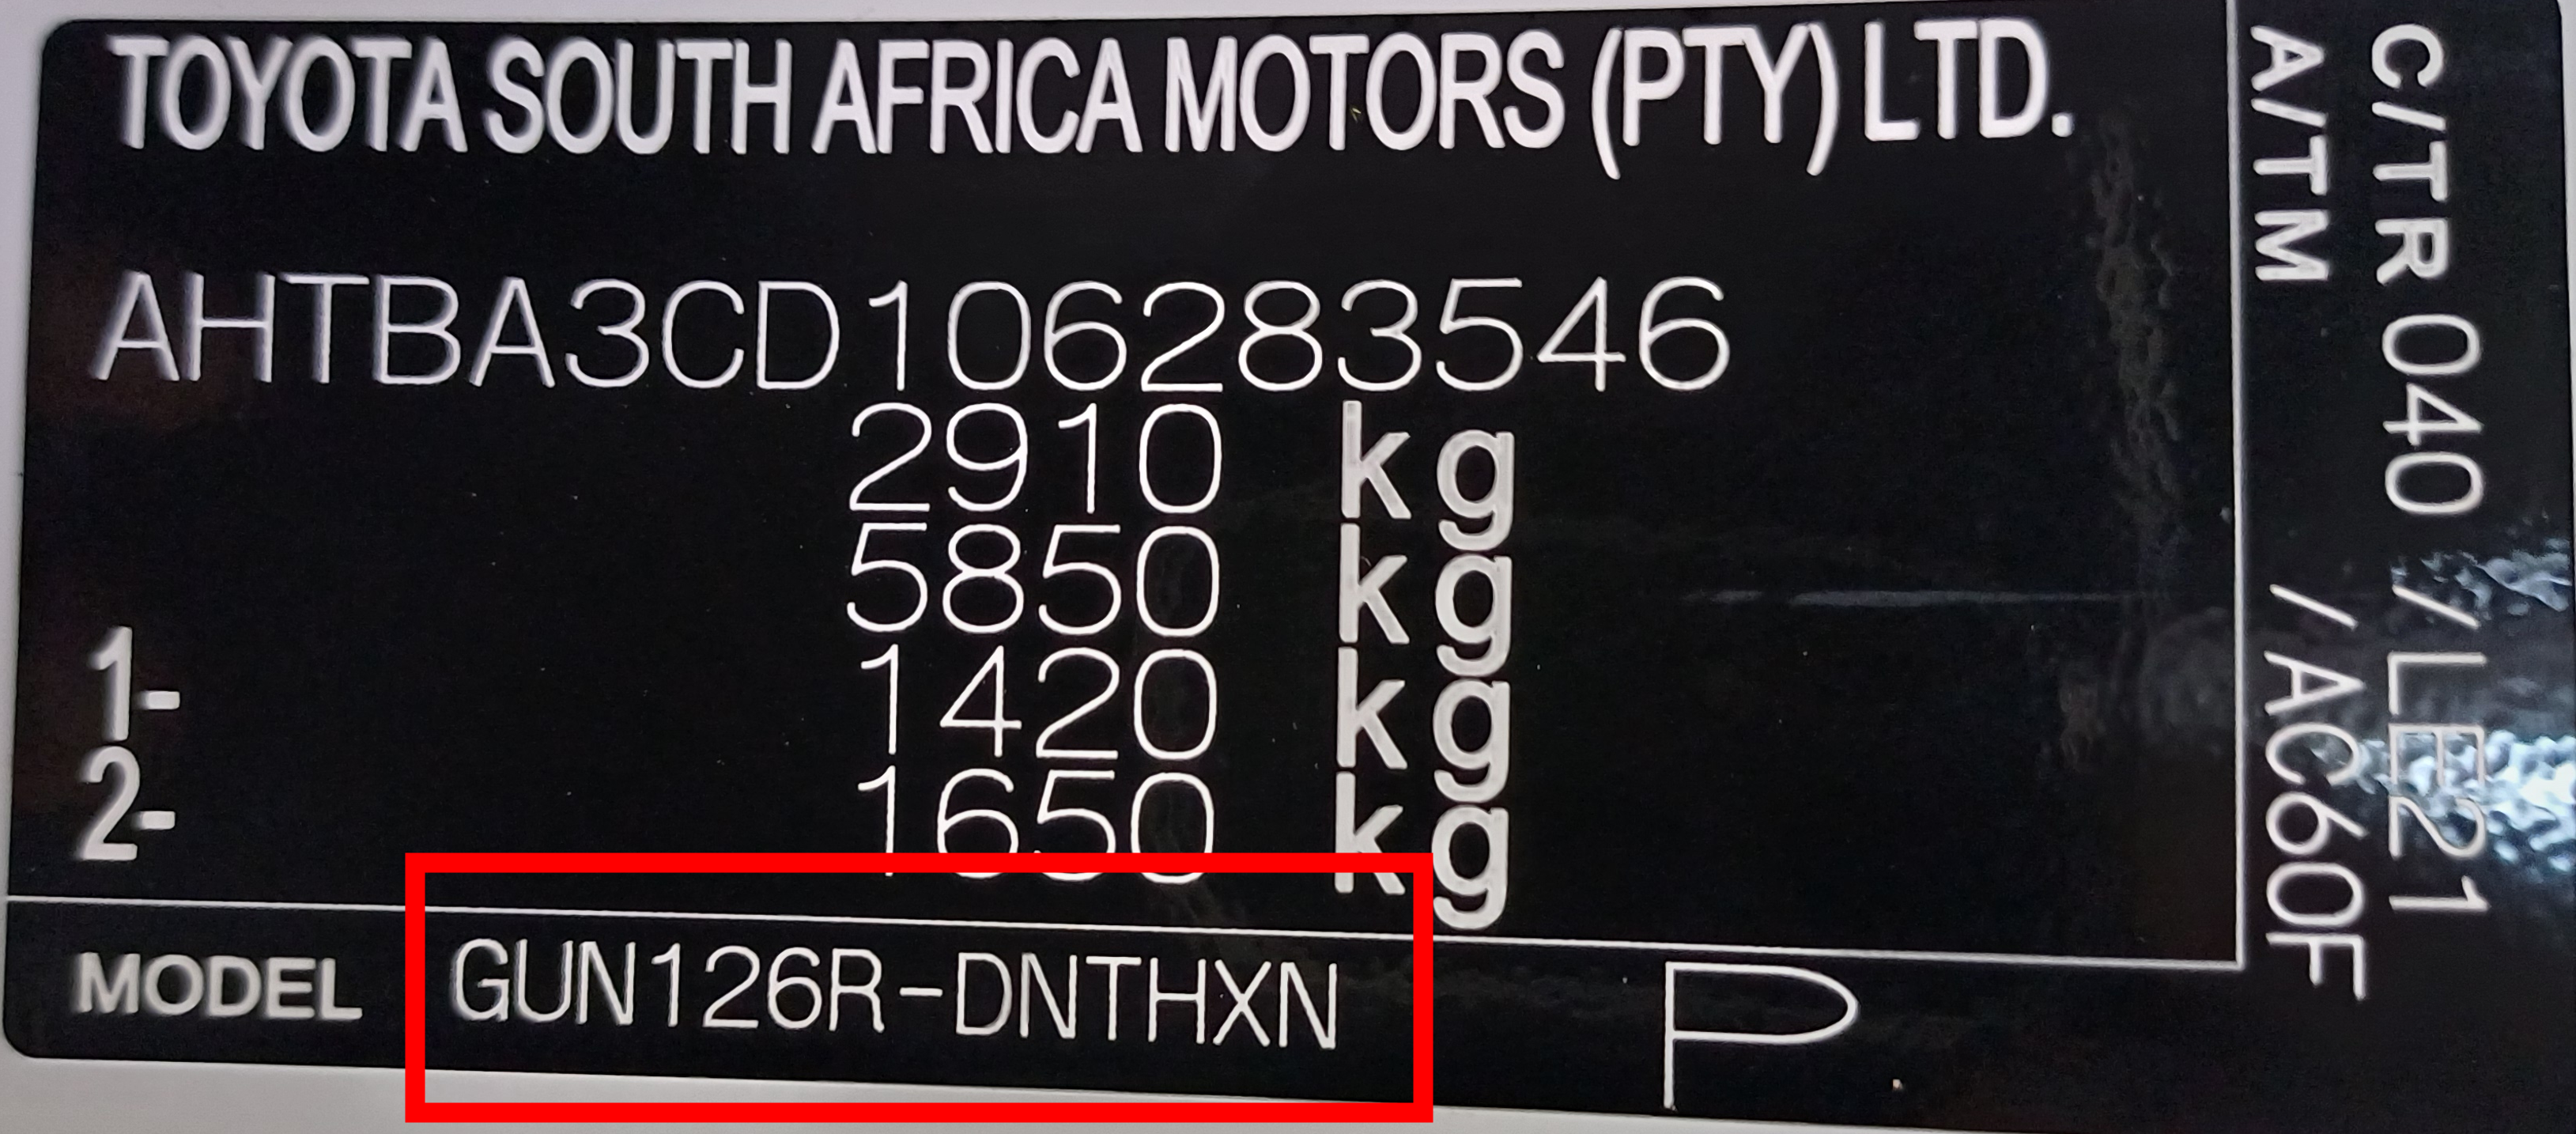 TOYOTA SOUTH AFRICA MOTORS (PTY) LTD.
AHTBA3CD106283546
2910 kg
5850 kg
1- 1420 kg
2- 1650 kg
MODEL GUN126R-DNTHXN P
C/TR 040 /LE21
A/TM /AC60F